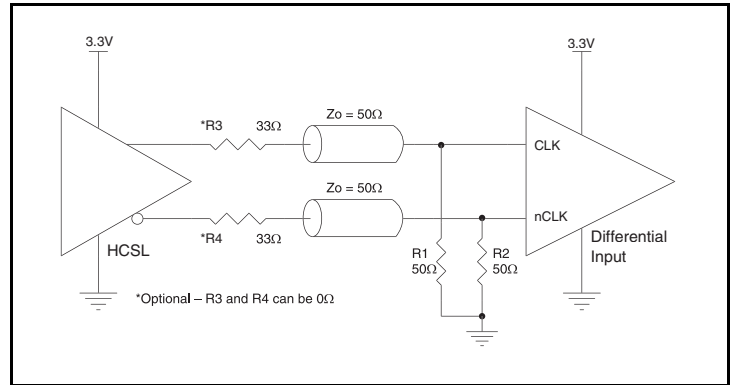 3.3V
3.3V
*R3 33Ω
Zo = 50Ω
CLK
Zo = 50Ω
nCLK
*R4 33Ω
HCSL
R1
50Ω
R2
50Ω
Differential
Input
*Optional – R3 and R4 can be 0Ω